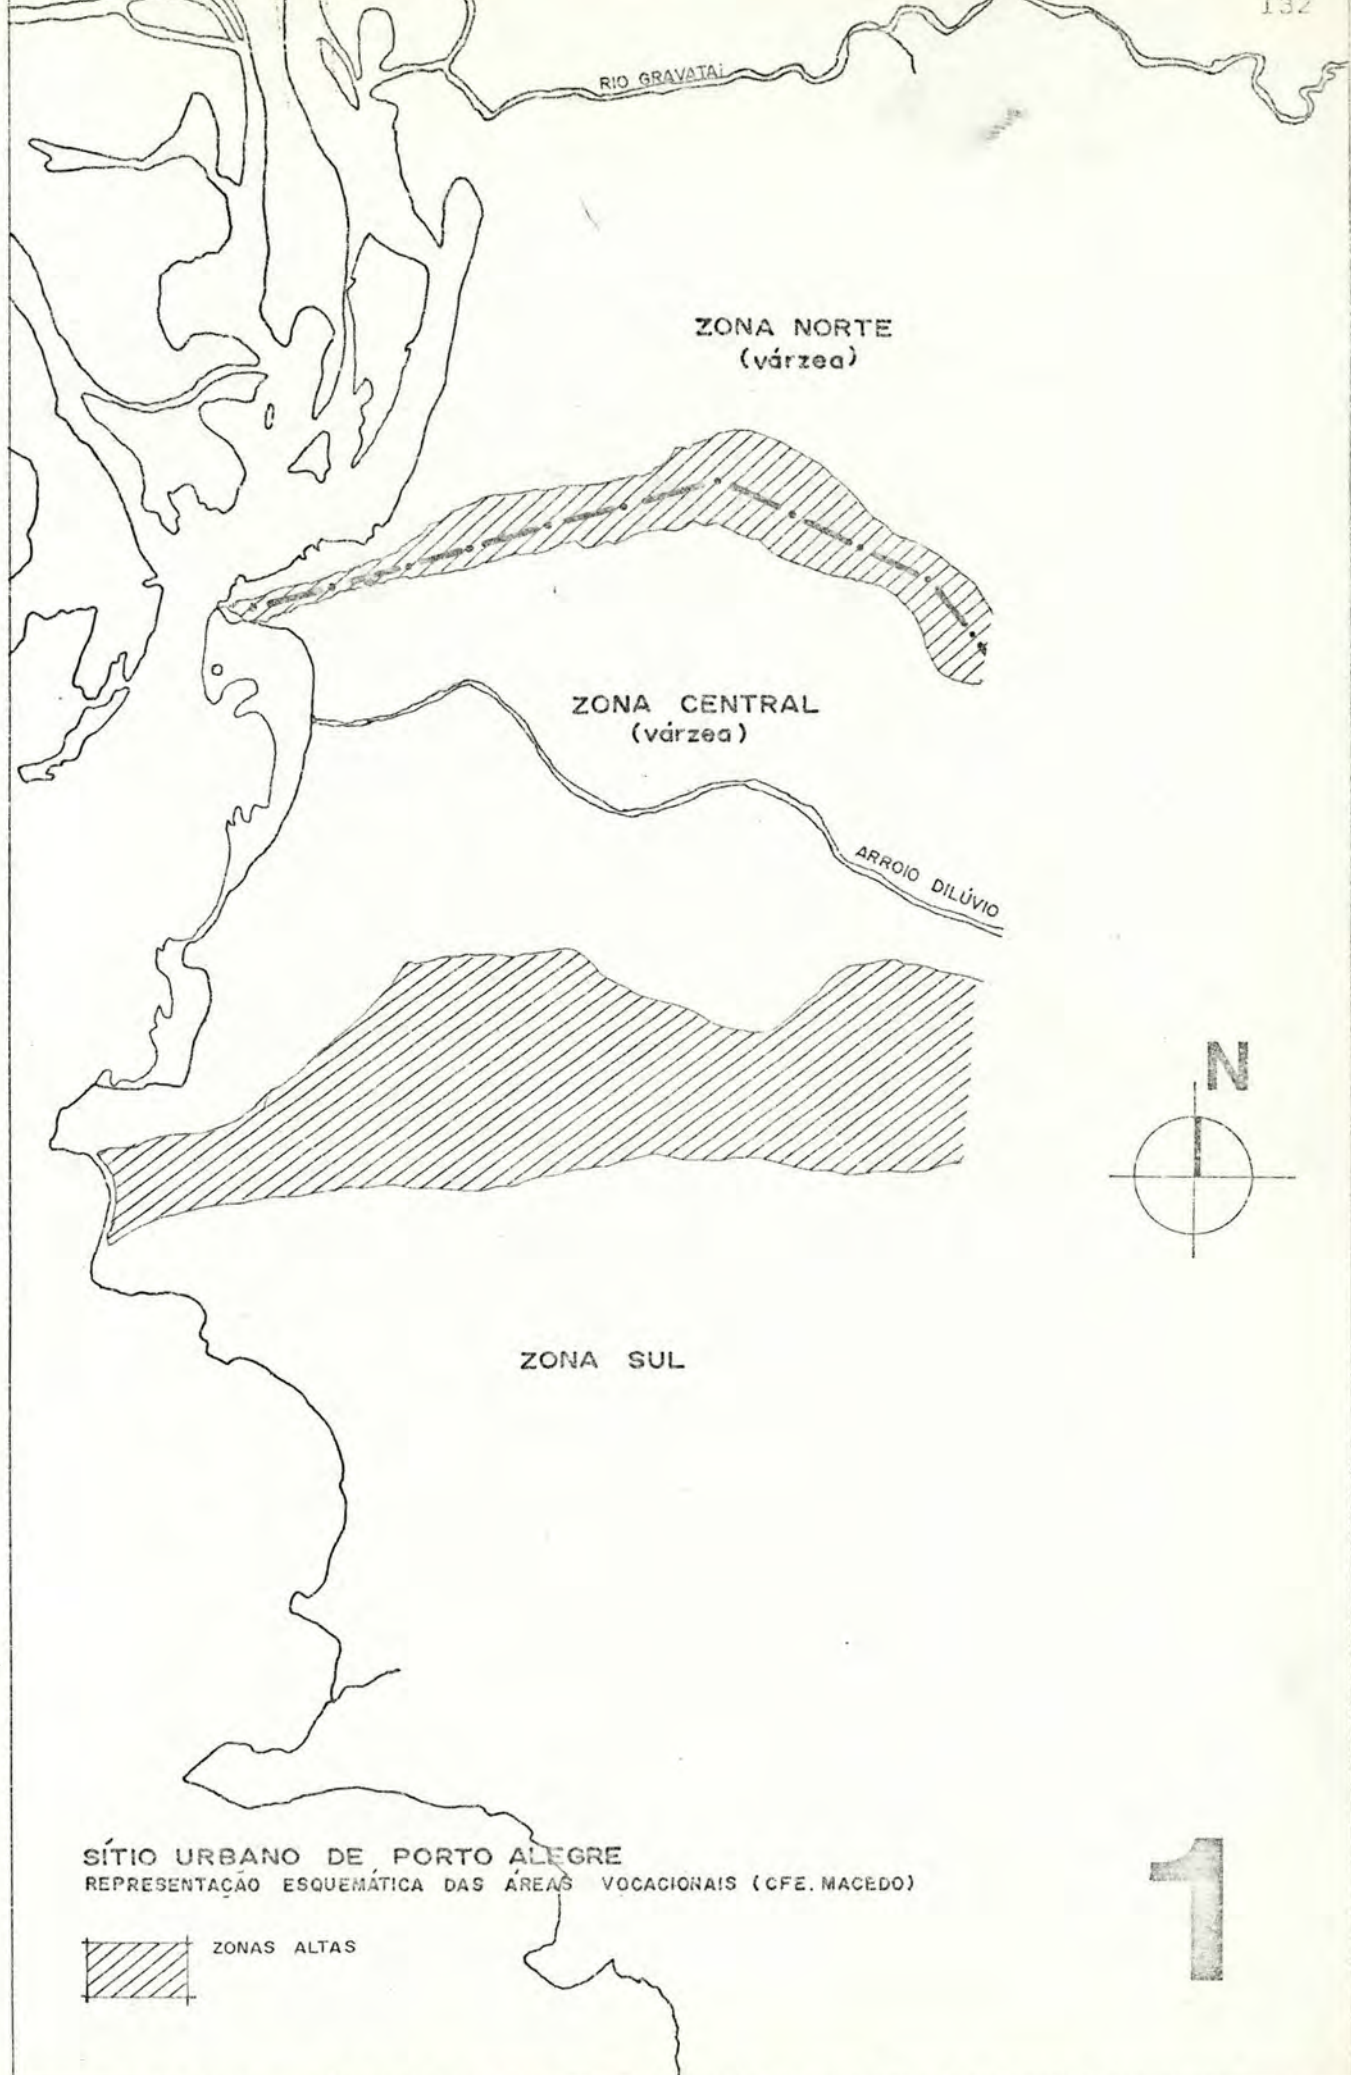 132
RIO GRAVATAÍ
ZONA NORTE
(várzea)
ZONA CENTRAL
(várzea)
ARROIO DILÚVIO
N
ZONA SUL
SÍTIO URBANO DE PORTO ALEGRE
REPRESENTAÇÃO ESQUEMÁTICA DAS ÁREAS VOCACIONAIS (CFE. MACEDO)
ZONAS ALTAS
1